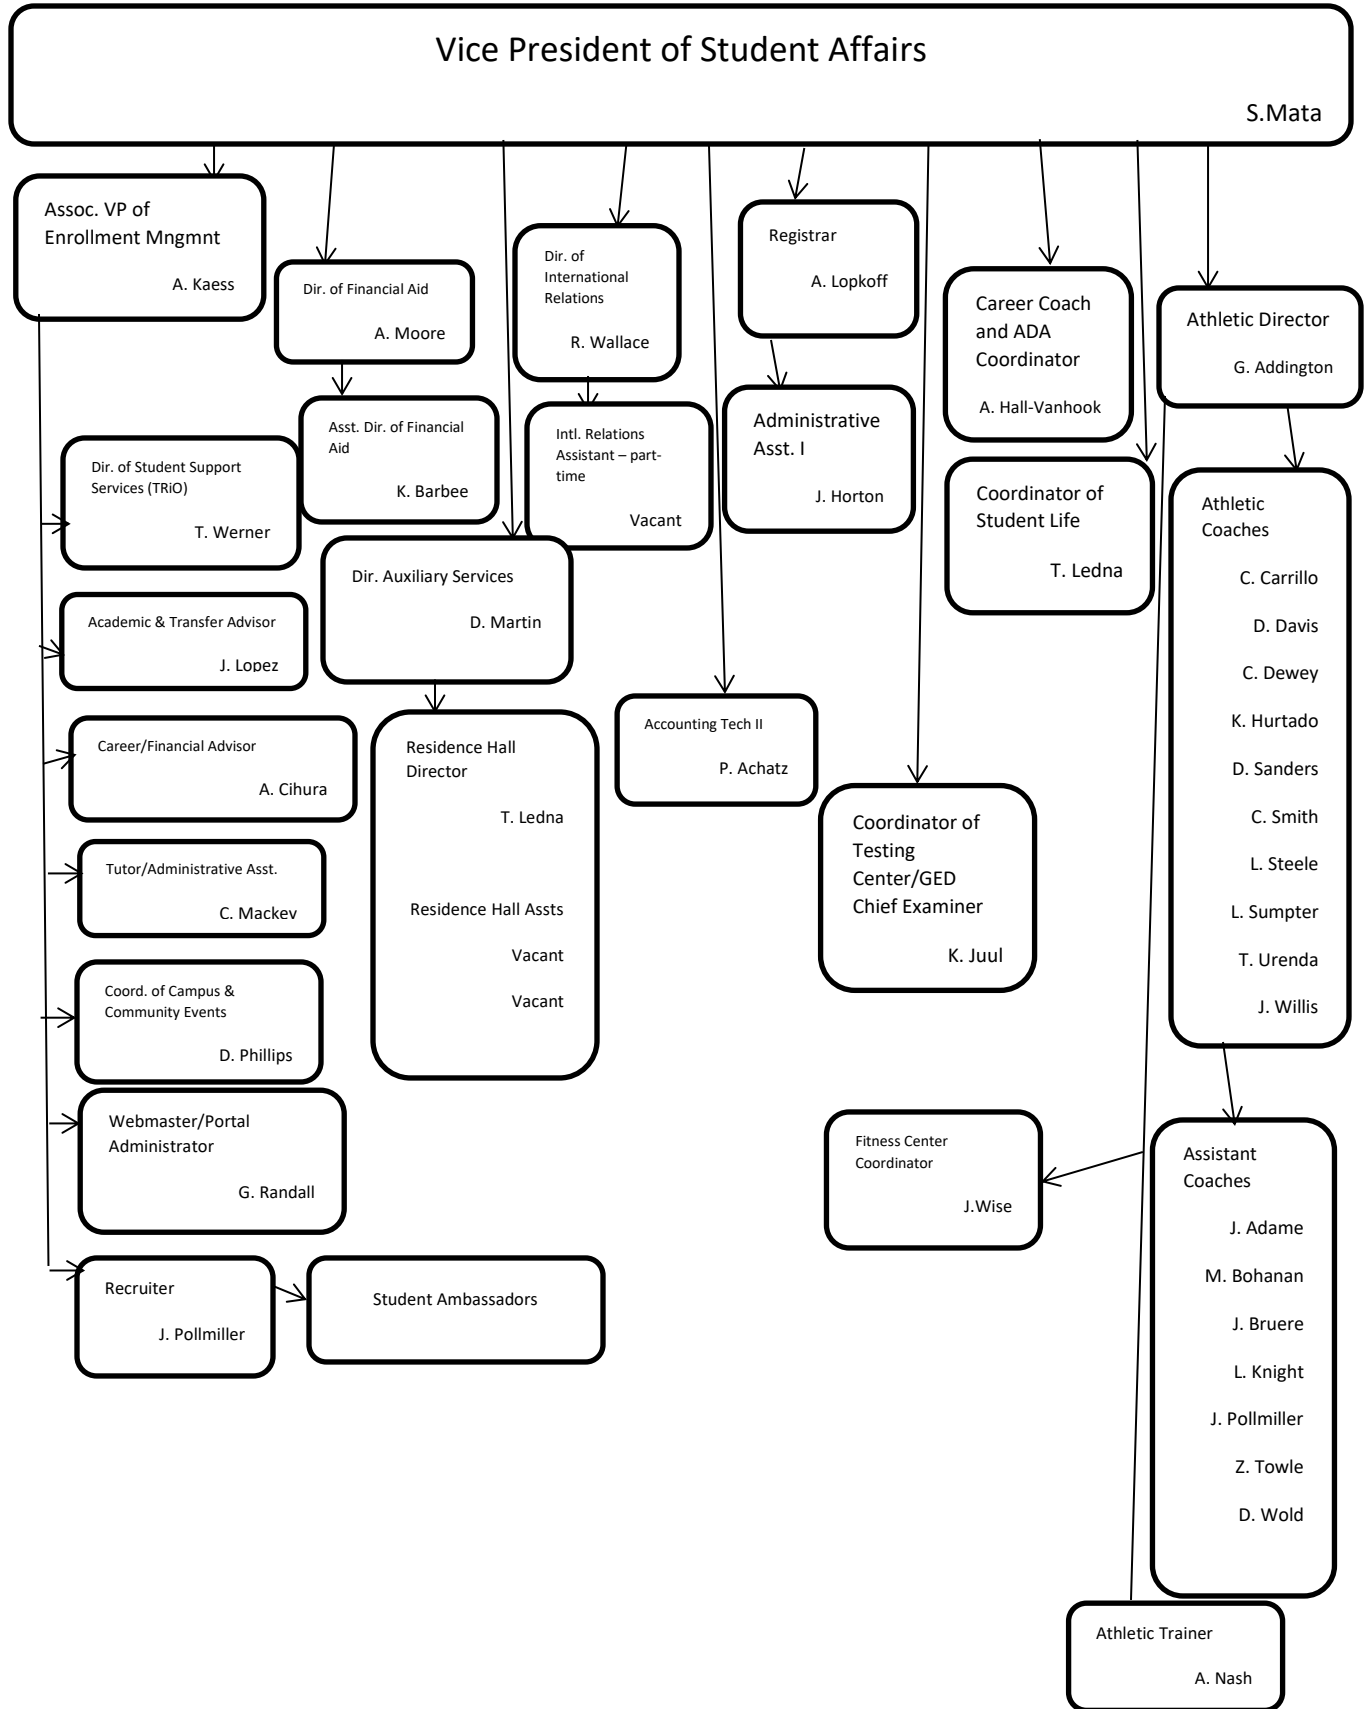 Vice President of Student Affairs
S.Mata
Assoc. VP of
Enrollment Mngmnt
A. Kaess
Dir. of Financial Aid
A. Moore
Asst. Dir. of Financial
Aid
K. Barbee
Dir. of
International
Relations
R. Wallace
Intl. Relations
Assistant – part-
time
Vacant
Registrar
A. Lopkoff
Administrative
Asst. I
J. Horton
Career Coach
and ADA
Coordinator
A. Hall-Vanhook
Coordinator of
Student Life
T. Ledna
Athletic Director
G. Addington
Athletic
Coaches
C. Carrillo
D. Davis
C. Dewey
K. Hurtado
D. Sanders
C. Smith
L. Steele
L. Sumpter
T. Urenda
J. Willis
Dir. of Student Support
Services (TRiO)
T. Werner
Academic & Transfer Advisor
J. Lopez
Career/Financial Advisor
A. Cihura
Tutor/Administrative Asst.
C. Mackey
Coord. of Campus &
Community Events
D. Phillips
Webmaster/Portal
Administrator
G. Randall
Recruiter
J. Pollmiller
Student Ambassadors
Dir. Auxiliary Services
D. Martin
Residence Hall
Director
T. Ledna
Residence Hall Assts
Vacant
Vacant
Accounting Tech II
P. Achatz
Coordinator of
Testing
Center/GED
Chief Examiner
K. Juul
Fitness Center
Coordinator
J.Wise
Assistant
Coaches
J. Adame
M. Bohanan
J. Bruere
L. Knight
J. Pollmiller
Z. Towle
D. Wold
Athletic Trainer
A. Nash